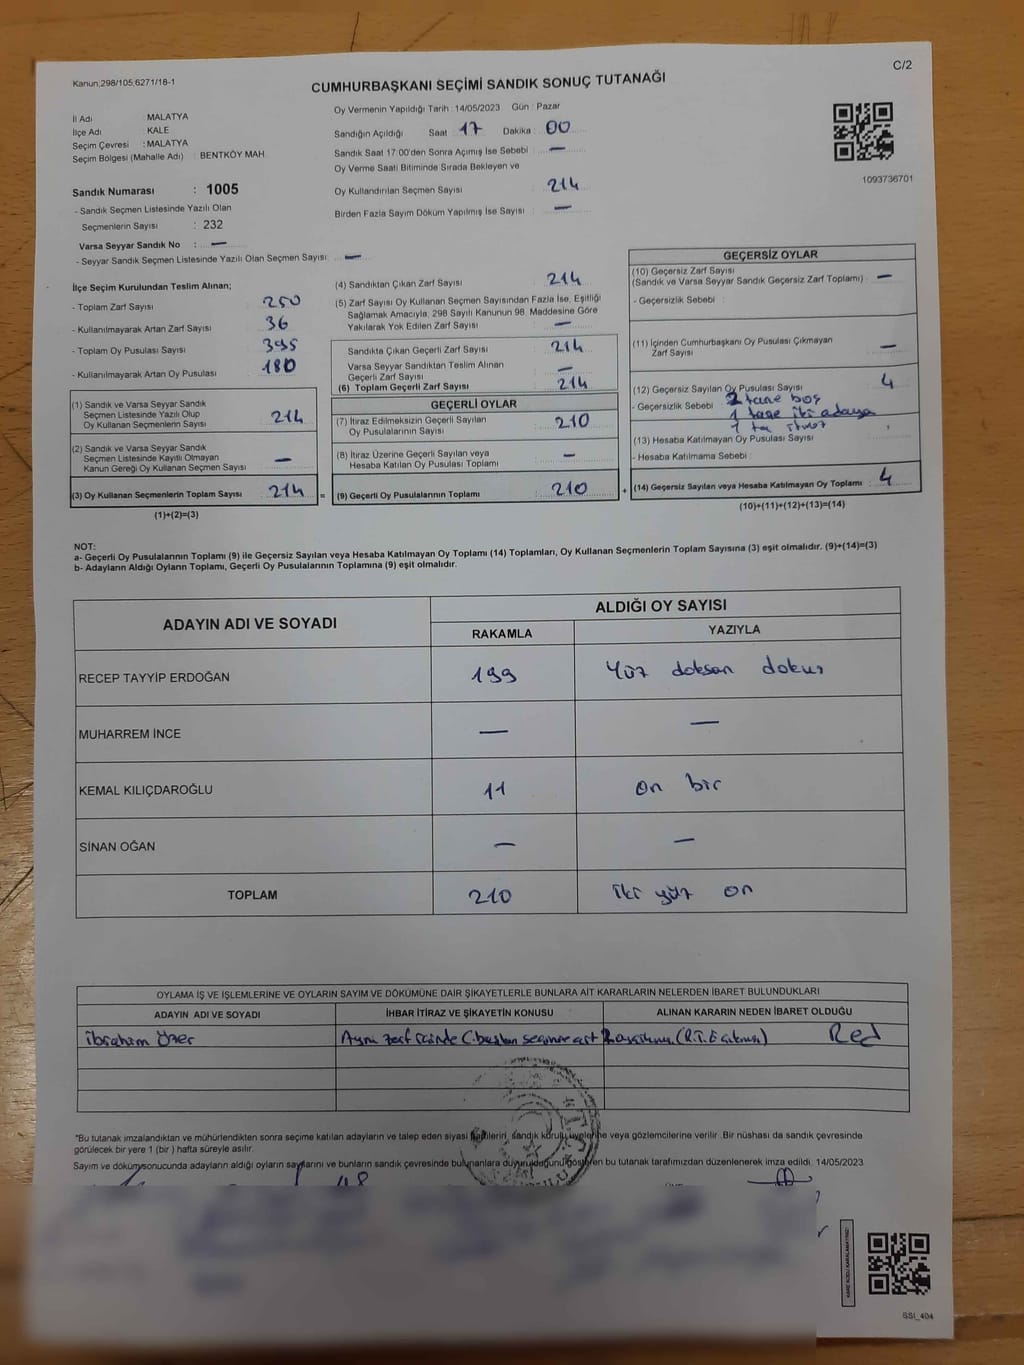 Kanun,298/105,6271/18-1
C/2
CUMHURBAŞKANI SEÇİMİ SANDIK SONUÇ TUTANAĞI
İl Adı : MALATYA
İlçe Adı : KALE
Seçim Çevresi : MALATYA
Seçim Bölgesi (Mahalle Adı) : BENTKÖY MAH.
Sandık Numarası : 1005
- Sandık Seçmen Listesinde Yazılı Olan
Seçmenlerin Sayısı : 232
Varsa Seyyar Sandık No : —
- Seyyar Sandık Seçmen Listesinde Yazılı Olan Seçmen Sayısı: —
Oy Vermenin Yapıldığı Tarih : 14/05/2023 Gün : Pazar
Sandığın Açıldığı Saat : 17 Dakika : 00
Sandık Saat 17:00'den Sonra Açımış İse Sebebi : —
Oy Verme Saati Bitiminde Sırada Bekleyen ve
Oy Kullandırılan Seçmen Sayısı : 214
Birden Fazla Sayım Döküm Yapılmış İse Sayısı : —
1093736701
İlçe Seçim Kurulundan Teslim Alınan;
- Toplam Zarf Sayısı : 250
- Kullanılmayarak Artan Zarf Sayısı : 36
- Toplam Oy Pusulası Sayısı : 395
- Kullanılmayarak Artan Oy Pusulası : 180
(1) Sandık ve Varsa Seyyar Sandık
Seçmen Listesinde Yazılı Olup
Oy Kullanan Seçmenlerin Sayısı : 214
(2) Sandık ve Varsa Seyyar Sandık
Seçmen Listesinde Kayıtlı Olmayan
Kanun Gereği Oy Kullanan Seçmen Sayısı : —
(3) Oy Kullanan Seçmenlerin Toplam Sayısı : 214 =
(1)+(2)=(3)
(4) Sandıktan Çıkan Zarf Sayısı : 214
(5) Zarf Sayısı Oy Kullanan Seçmen Sayısından Fazla İse, Eşitliği
Sağlamak Amacıyla, 298 Sayılı Kanunun 98. Maddesine Göre
Yakılarak Yok Edilen Zarf Sayısı : —
Sandıkta Çıkan Geçerli Zarf Sayısı : 214
Varsa Seyyar Sandıktan Teslim Alınan
Geçerli Zarf Sayısı : —
(6) Toplam Geçerli Zarf Sayısı : 214
GEÇERLİ OYLAR
(7) İtiraz Edilmeksizin Geçerli Sayılan
Oy Pusulalarının Sayısı : 210
(8) İtiraz Üzerine Geçerli Sayılan veya
Hesaba Katılan Oy Pusulası Toplamı : —
(9) Geçerli Oy Pusulalarının Toplamı : 210 +
GEÇERSİZ OYLAR
(10) Geçersiz Zarf Sayısı
(Sandık ve Varsa Seyyar Sandık Geçersiz Zarf Toplamı) : —
- Geçersizlik Sebebi :
(11) İçinden Cumhurbaşkanı Oy Pusulası Çıkmayan
Zarf Sayısı : —
(12) Geçersiz Sayılan Oy Pusulası Sayısı : 4
- Geçersizlik Sebebi : 2 tane boş
1 tane iki adaya
1
(13) Hesaba Katılmayan Oy Pusulası Sayısı :
- Hesaba Katılmama Sebebi :
(14) Geçersiz Sayılan veya Hesaba Katılmayan Oy Toplamı : 4
(10)+(11)+(12)+(13)=(14)
NOT:
a- Geçerli Oy Pusulalarının Toplamı (9) ile Geçersiz Sayılan veya Hesaba Katılmayan Oy Toplamı (14) Toplamları, Oy Kullanan Seçmenlerin Toplam Sayısına (3) eşit olmalıdır. (9)+(14)=(3)
b- Adayların Aldığı Oyların Toplamı, Geçerli Oy Pusulalarının Toplamına (9) eşit olmalıdır.
ADAYIN ADI VE SOYADI ALDIĞI OY SAYISI
RAKAMLA YAZIYLA
RECEP TAYYİP ERDOĞAN 199 Yüz doksan dokuz
MUHARREM İNCE — —
KEMAL KILIÇDAROĞLU 11 on bir
SİNAN OĞAN — —
TOPLAM 210 iki yüz on
OYLAMA İŞ VE İŞLEMLERİNE VE OYLARIN SAYIM VE DÖKÜMÜNE DAİR ŞİKAYETLERLE BUNLARA AİT KARARLARIN NELERDEN İBARET BULUNDUKLARI
ADAYIN ADI VE SOYADI İHBAR İTİRAZ VE ŞİKAYETİN KONUSU ALINAN KARARIN NEDEN İBARET OLDUĞU
İbrahim Özer Aynı zarf içinde Red
*Bu tutanak imzalandıktan ve mühürlendikten sonra seçime katılan adayların ve talep eden siyasi partilerin, sandık kurulu üyelerine veya gözlemcilerine verilir. Bir nüshası da sandık çevresinde
görülecek bir yere 1 (bir ) hafta süreyle asılır.
Sayım ve dökümsonucunda adayların aldığı oyların sayılarını ve bunların sandık çevresinde bulunanlara duyurulduğunu gösteren bu tutanak tarafımızdan düzenlenerek imza edildi. 14/05/2023
KARE KODU KARALAMAYINIZ!
SSI_404